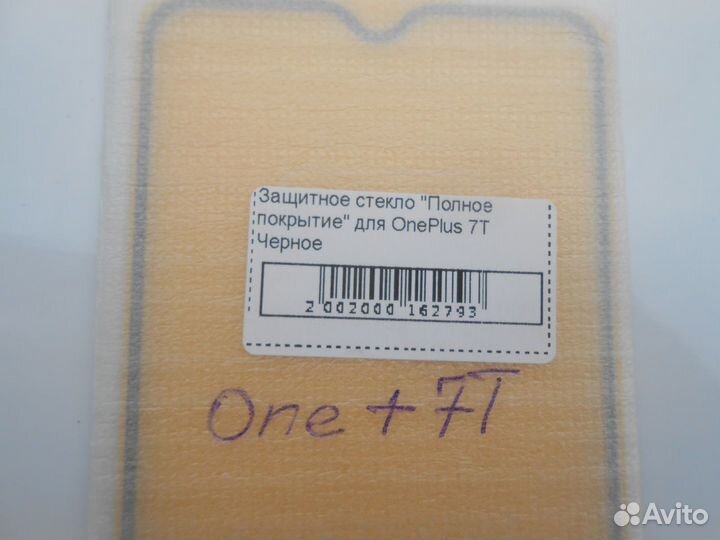 Защитное стекло "Полное
покрытие" для OnePlus 7T
Черное
2 002000 162793
One + 7T
Avito